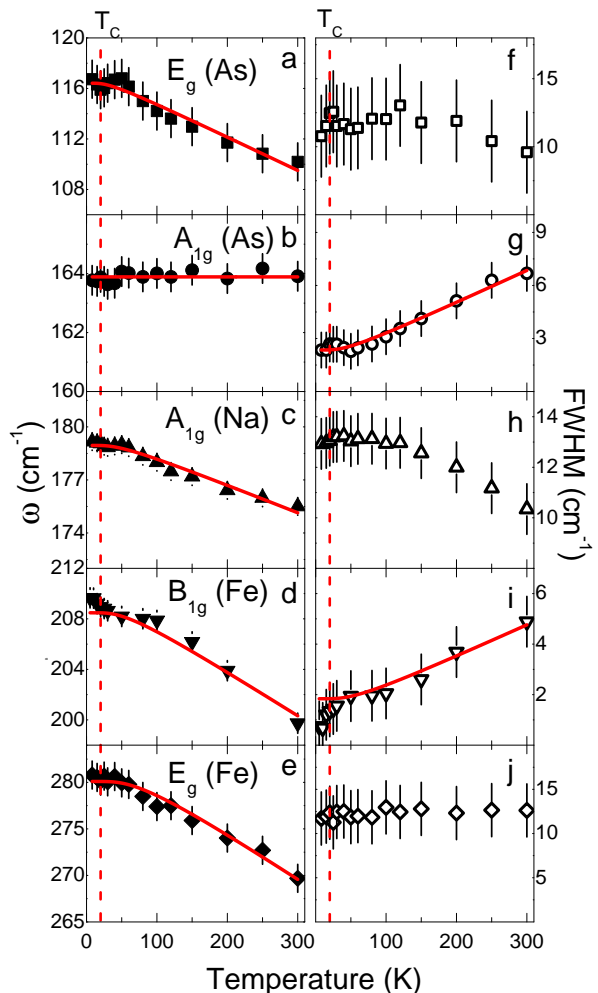 T_C T_C
120
116
112
108
E_g (As) a
f
15
10
164
162
160
A_1g (As) b
g
9
6
3
179
177
175
A_1g (Na) c
h
14
12
10
212
208
204
200
B_1g (Fe) d
i
6
4
2
280
275
270
265
E_g (Fe) e
j
15
10
5
ω (cm⁻¹)
FWHM (cm⁻¹)
0 100 200 300 0 100 200 300
Temperature (K)